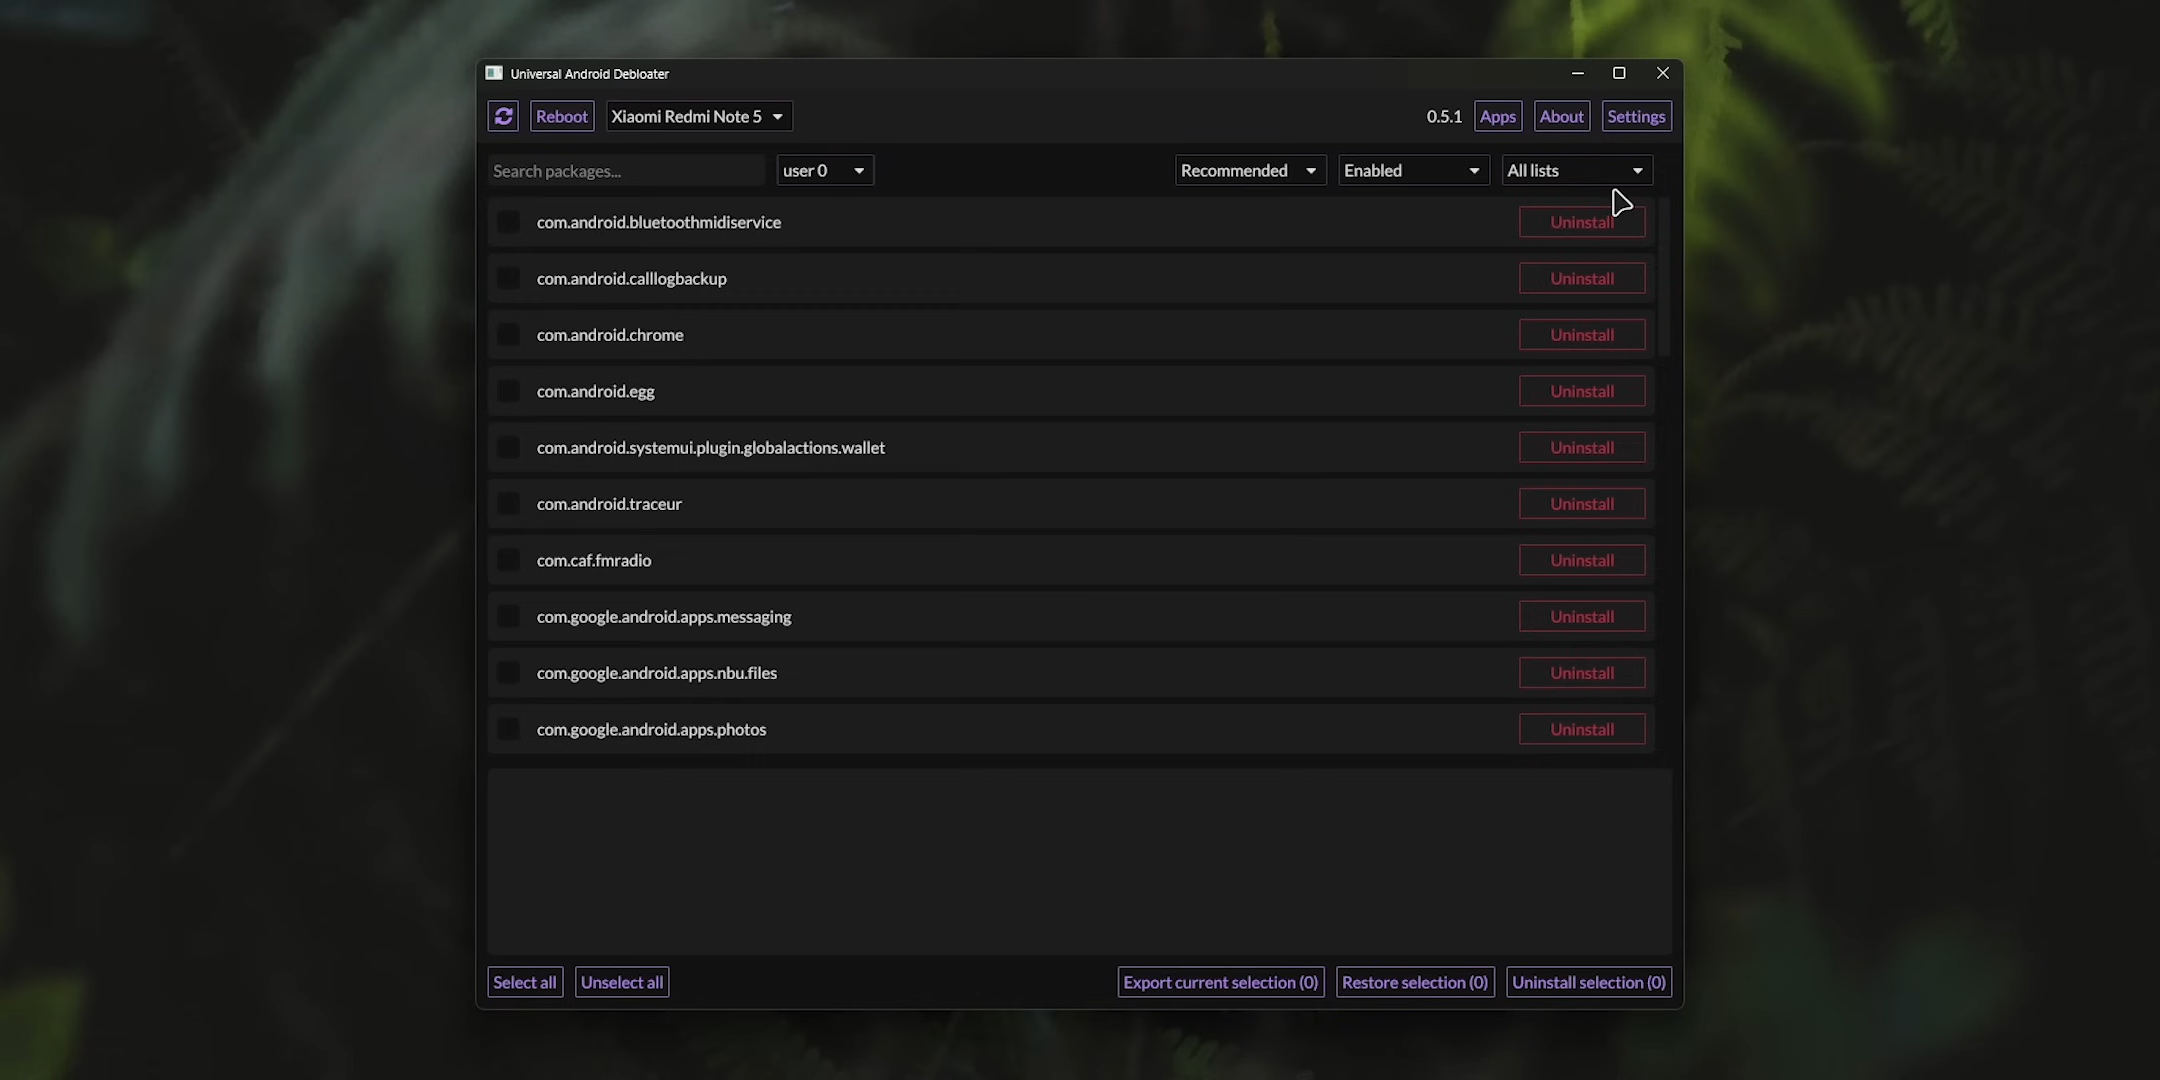 Universal Android Debloater
Reboot
Xiaomi Redmi Note 5
0.5.1
Apps
About
Settings
Search packages...
user 0
Recommended
Enabled
All lists
com.android.bluetoothmidiservice
Uninstall
com.android.calllogbackup
Uninstall
com.android.chrome
Uninstall
com.android.egg
Uninstall
com.android.systemui.plugin.globalactions.wallet
Uninstall
com.android.traceur
Uninstall
com.caf.fmradio
Uninstall
com.google.android.apps.messaging
Uninstall
com.google.android.apps.nbu.files
Uninstall
com.google.android.apps.photos
Uninstall
Select all
Unselect all
Export current selection (0)
Restore selection (0)
Uninstall selection (0)